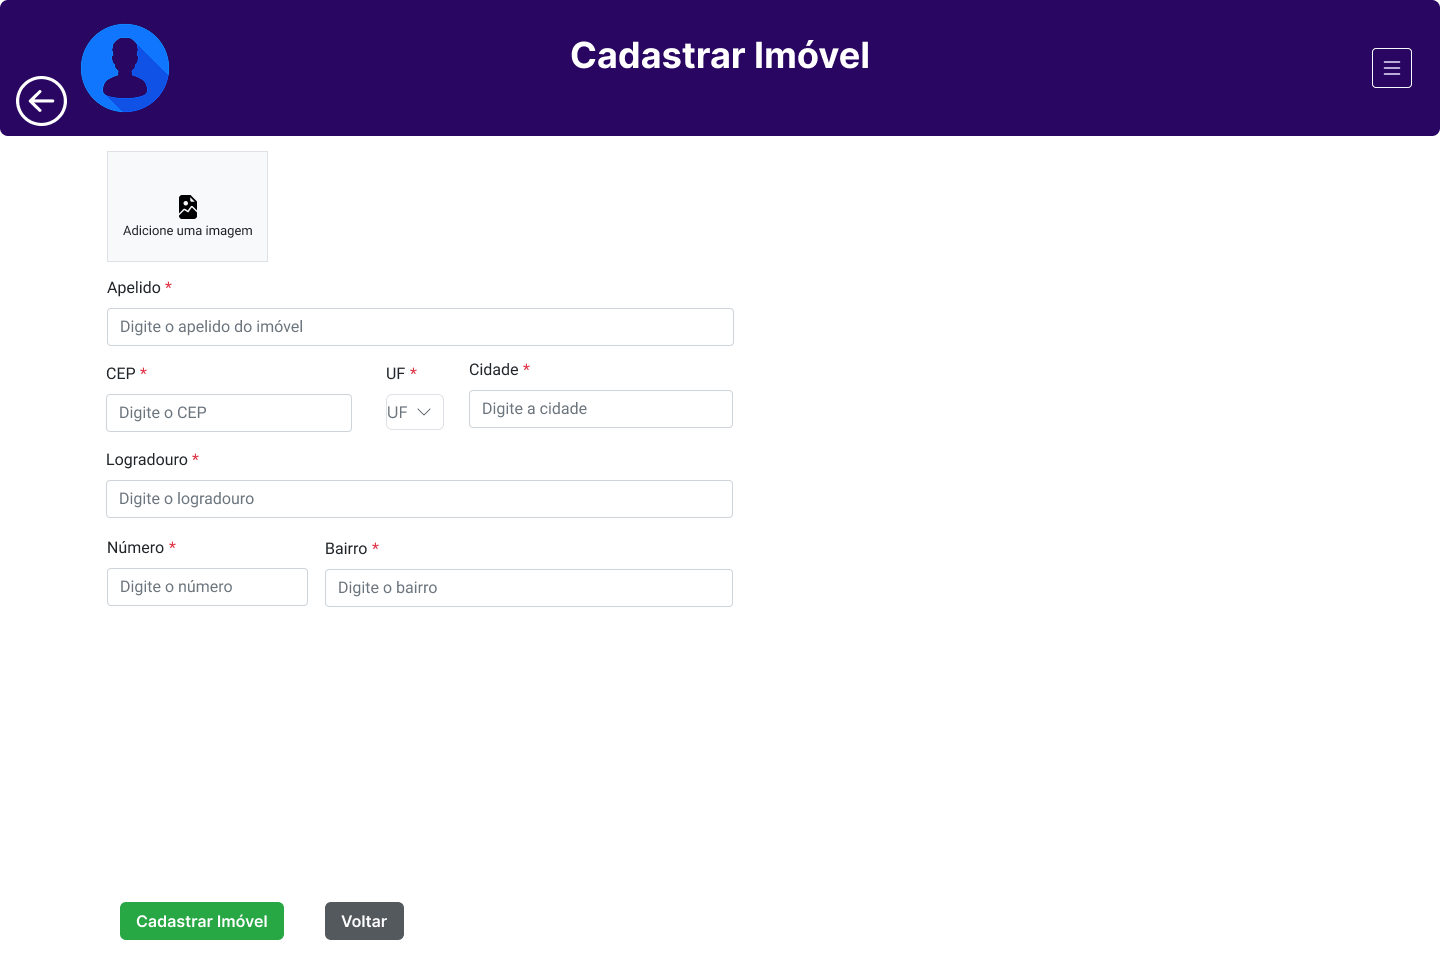 Cadastrar Imóvel
Adicione uma imagem
Apelido *
Digite o apelido do imóvel
CEP *
UF *
Cidade *
Digite o CEP
UF
Digite a cidade
Logradouro *
Digite o logradouro
Número *
Bairro *
Digite o número
Digite o bairro
Cadastrar Imóvel
Voltar